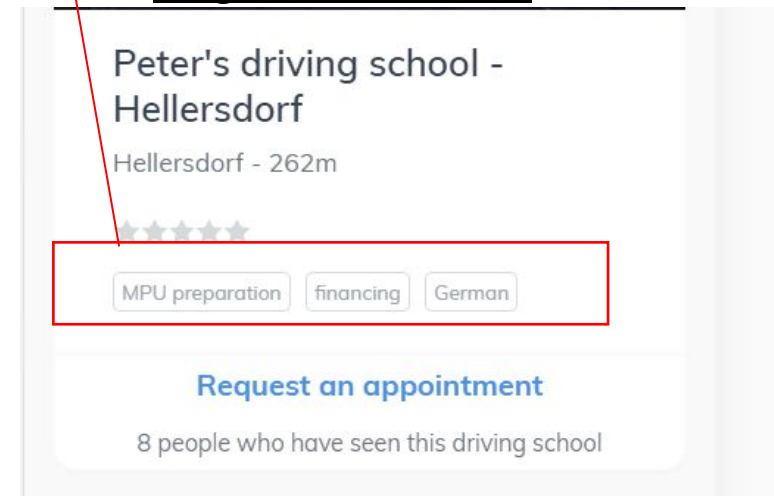 Peter's driving school -
Hellersdorf
Hellersdorf - 262m
MPU preparation financing German
Request an appointment
8 people who have seen this driving school